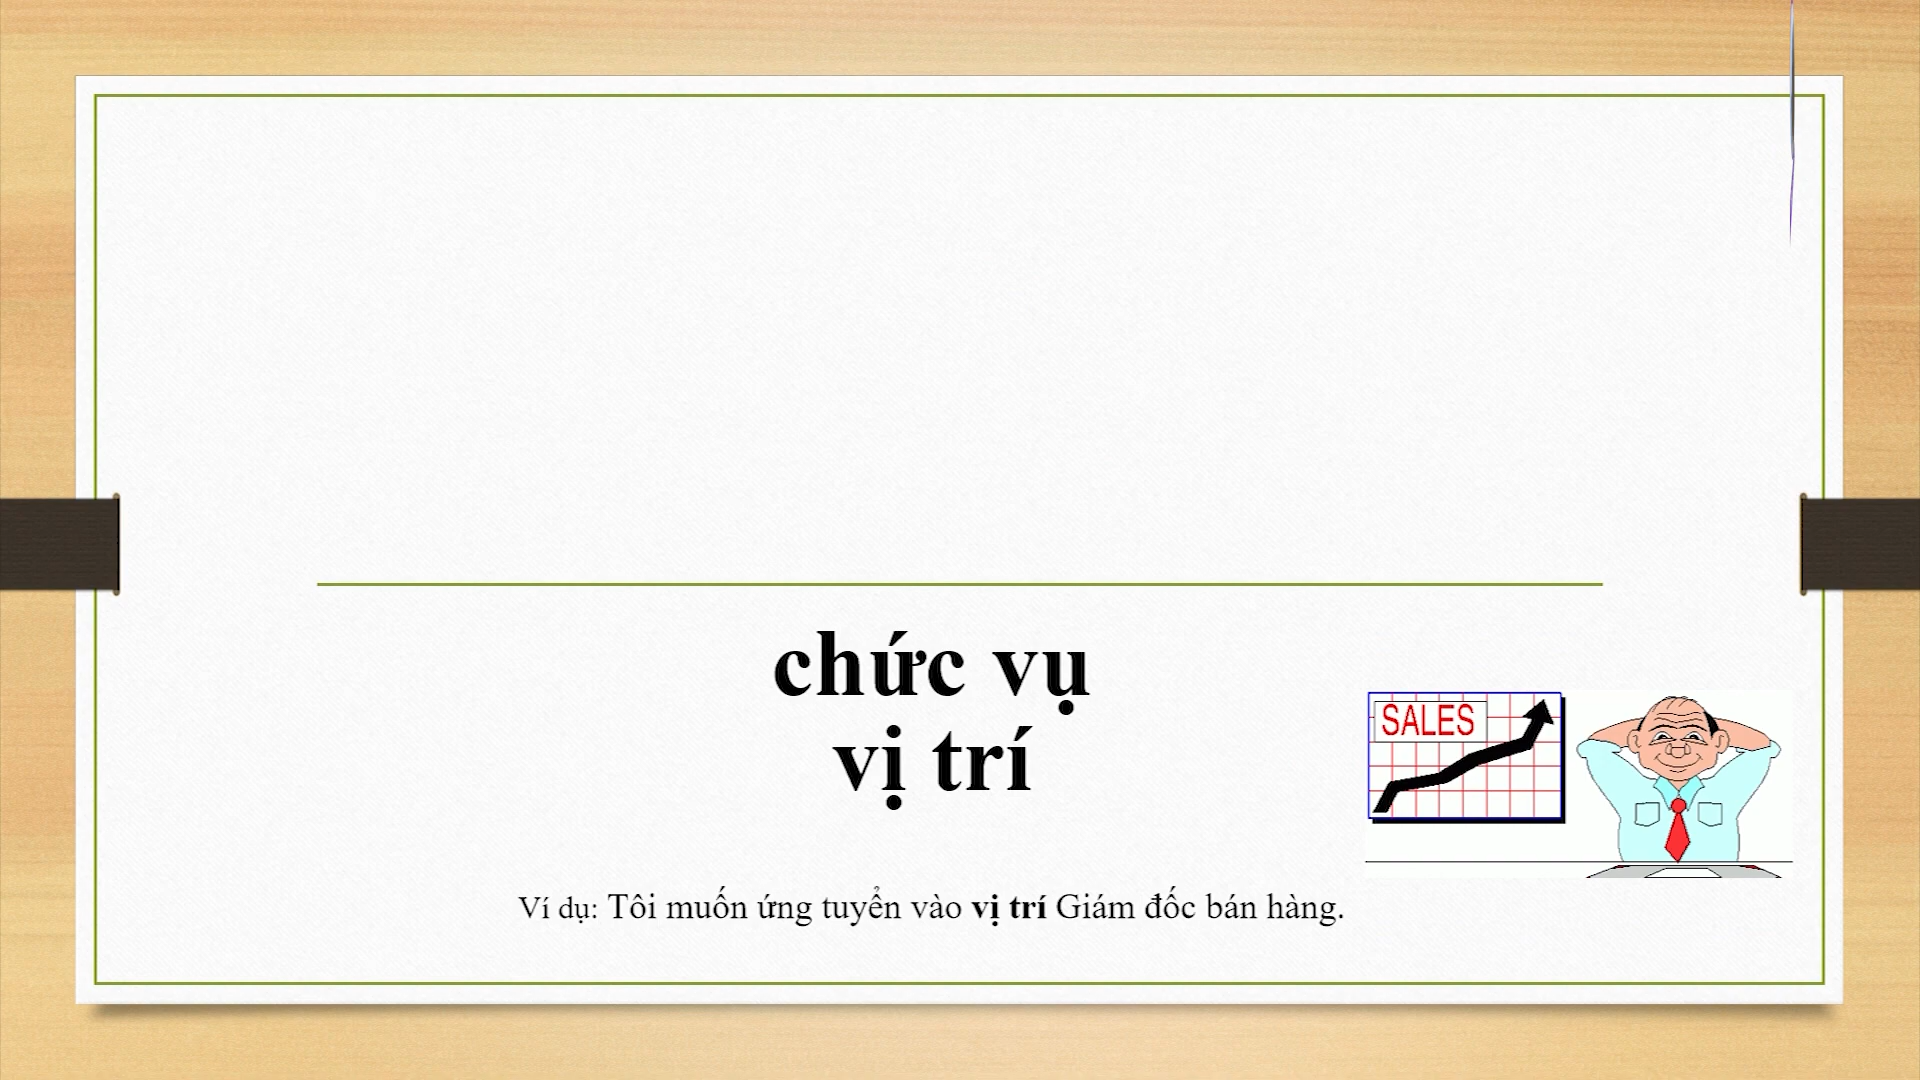 chức vụ
vị trí
SALES
Ví dụ: Tôi muốn ứng tuyển vào vị trí Giám đốc bán hàng.